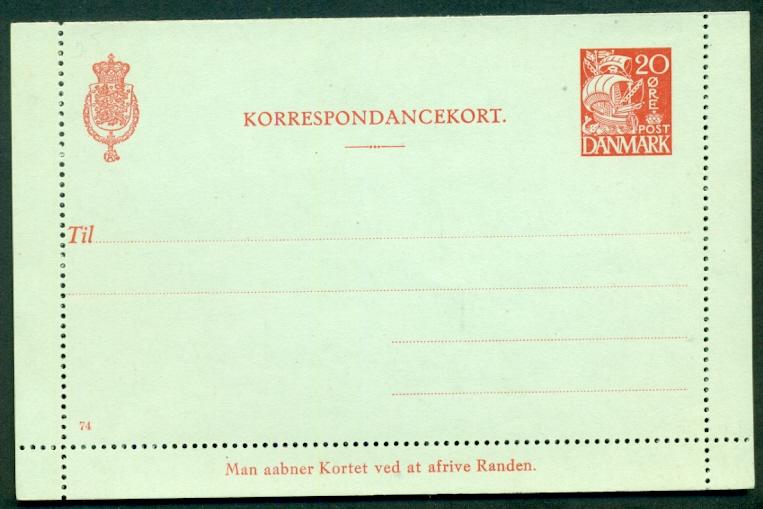 KORRESPONDANCEKORT.
20
ØRE
POST
DANMARK
Til
74
Man aabner Kortet ved at afrive Randen.